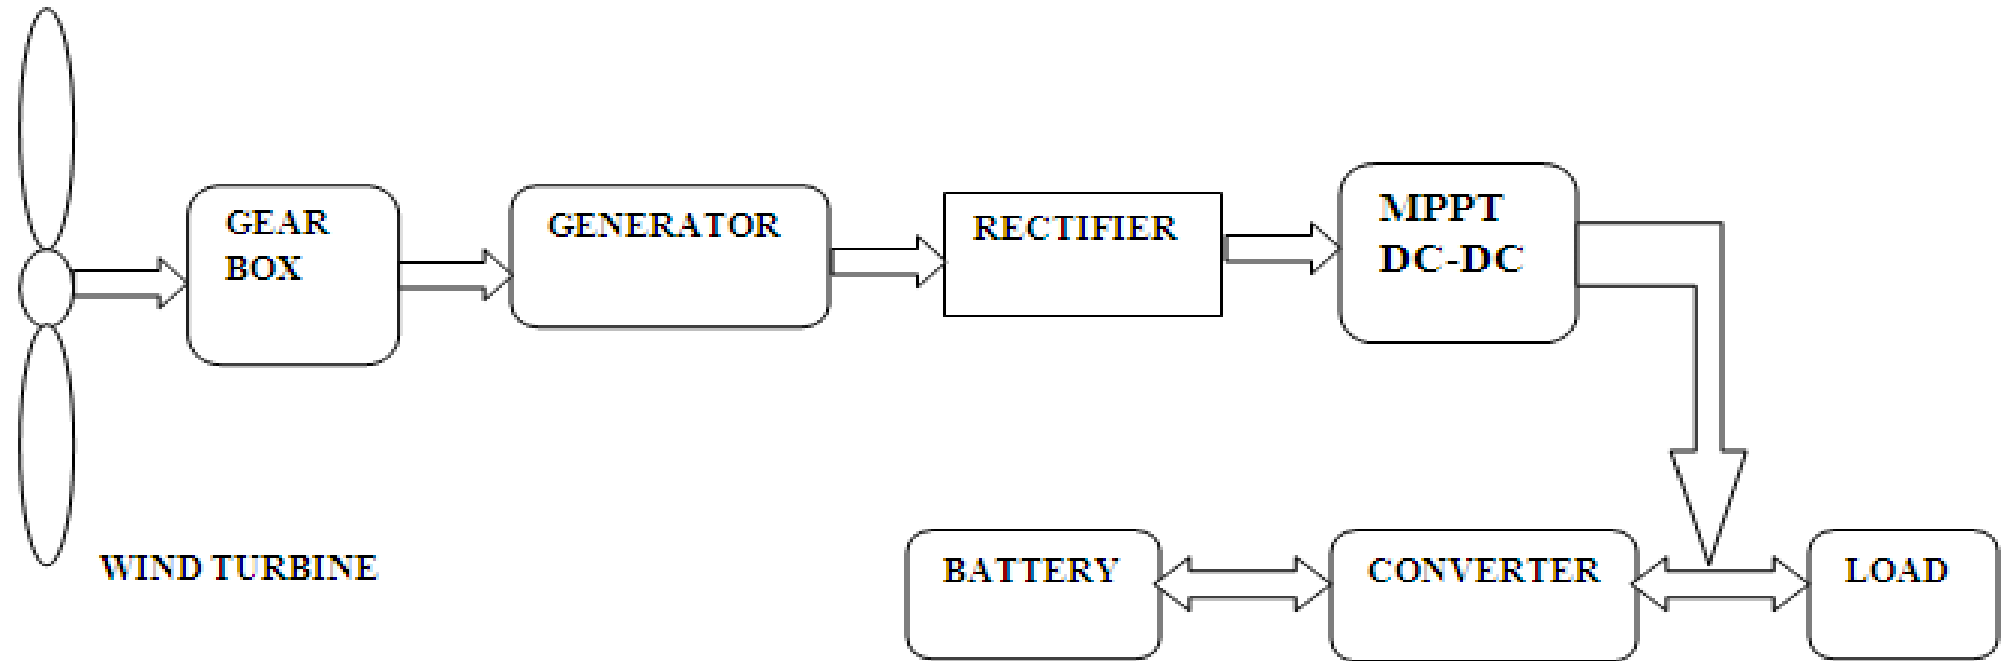 GEAR
BOX
GENERATOR
RECTIFIER
MPPT
DC-DC
WIND TURBINE
BATTERY
CONVERTER
LOAD